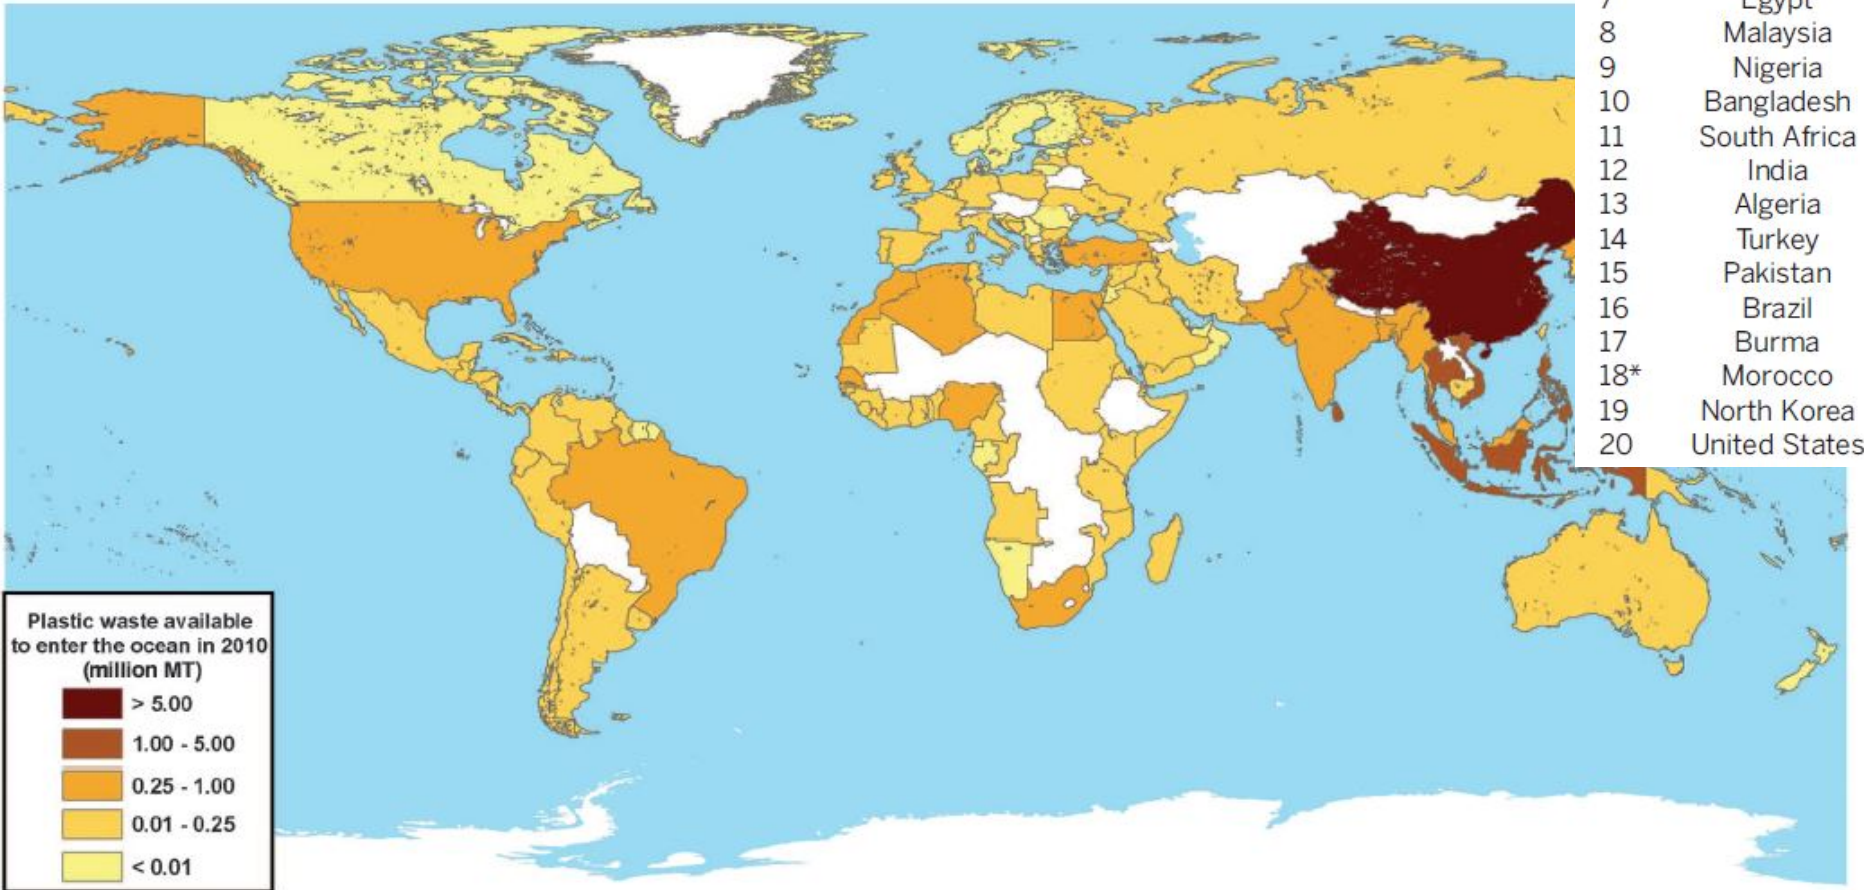 7 Egypt
8 Malaysia
9 Nigeria
10 Bangladesh
11 South Africa
12 India
13 Algeria
14 Turkey
15 Pakistan
16 Brazil
17 Burma
18* Morocco
19 North Korea
20 United States
Plastic waste available
to enter the ocean in 2010
(million MT)
> 5.00
1.00 - 5.00
0.25 - 1.00
0.01 - 0.25
< 0.01